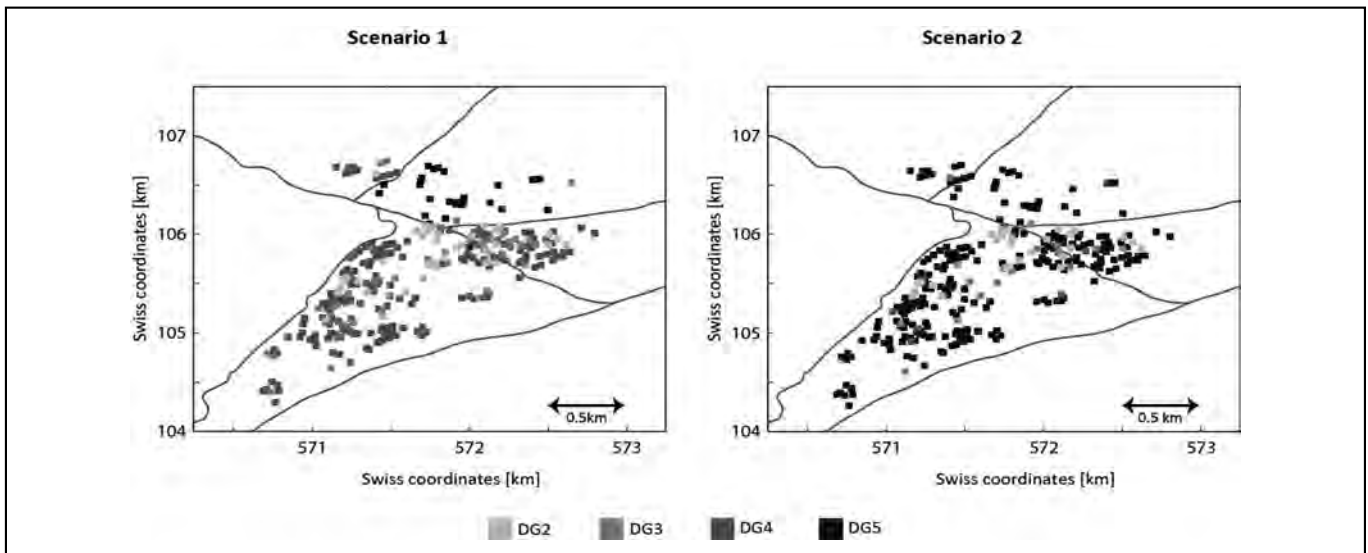 Scenario 1
Scenario 2
107
106
105
104
571
572
573
Swiss coordinates [km]
Swiss coordinates [km]
0.5km
107
106
105
104
571
572
573
Swiss coordinates [km]
Swiss coordinates [km]
0.5 km
DG2
DG3
DG4
DG5